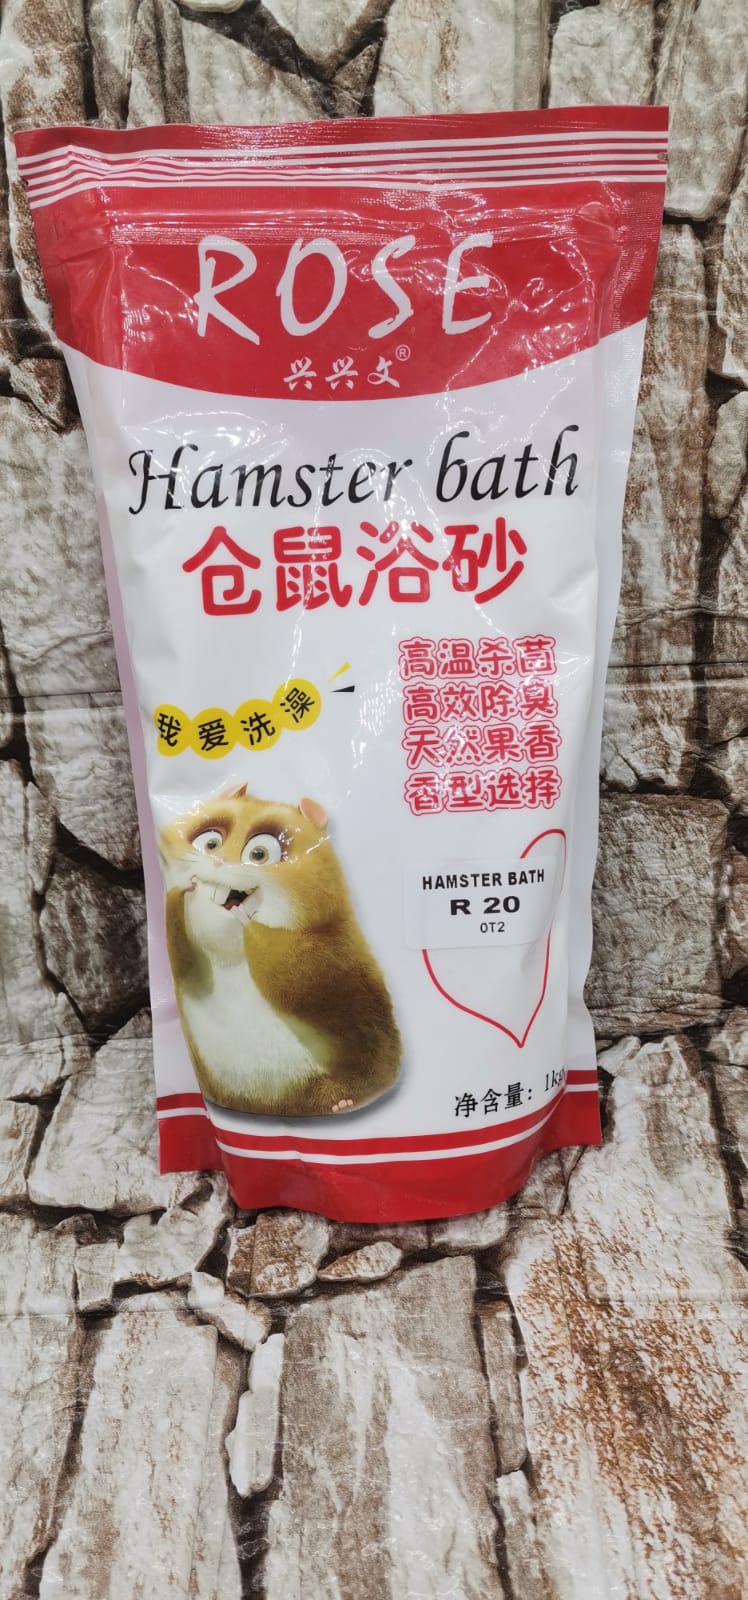 ROSE
兴兴文®
Hamster bath
仓鼠浴砂
高温杀菌
高效除臭
天然果香
香型选择
我爱洗澡
HAMSTER BATH
R 20
0T2
净含量：1kg